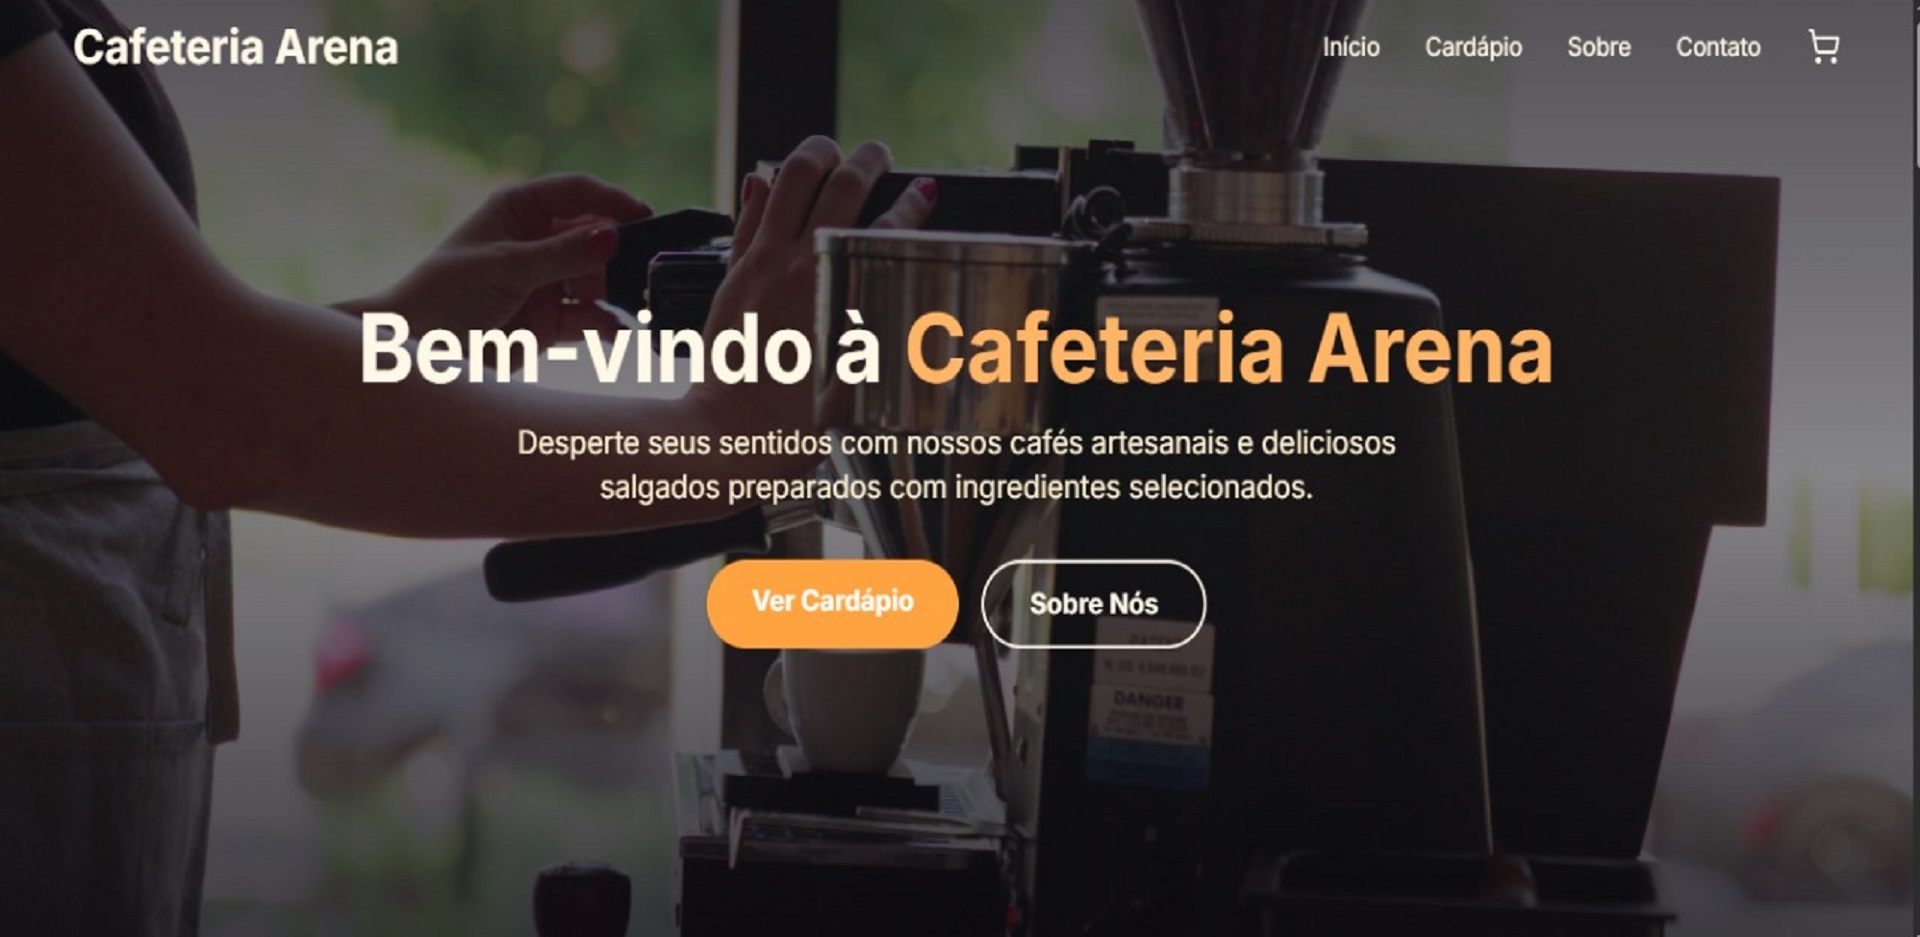 Cafeteria Arena
Início Cardápio Sobre Contato
Bem-vindo à Cafeteria Arena
Desperte seus sentidos com nossos cafés artesanais e deliciosos
salgados preparados com ingredientes selecionados.
Ver Cardápio Sobre Nós
DANGER